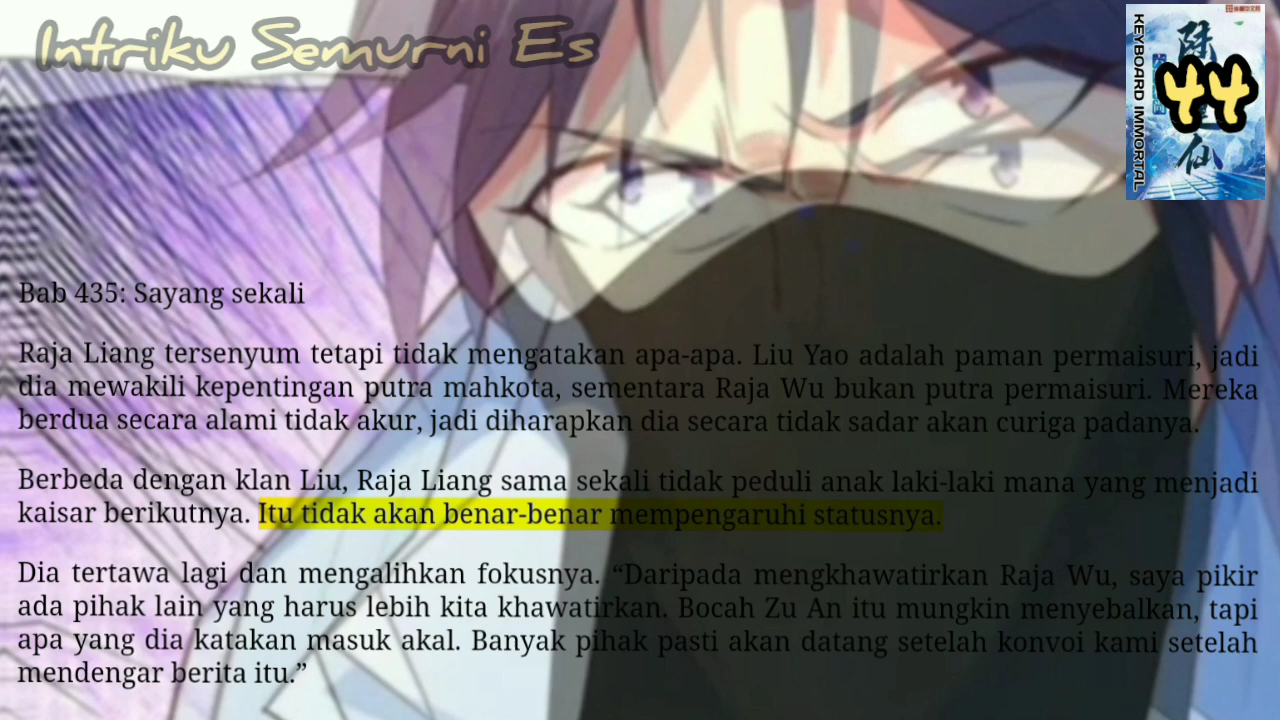 Intriku Semurni Es
KEYBOARD IMMORTAL
44
仙
Bab 435: Sayang sekali
Raja Liang tersenyum tetapi tidak mengatakan apa-apa. Liu Yao adalah paman permaisuri, jadi
dia mewakili kepentingan putra mahkota, sementara Raja Wu bukan putra permaisuri. Mereka
berdua secara alami tidak akur, jadi diharapkan dia secara tidak sadar akan curiga padanya.
Berbeda dengan klan Liu, Raja Liang sama sekali tidak peduli anak laki-laki mana yang menjadi
kaisar berikutnya. Itu tidak akan benar-benar mempengaruhi statusnya.
Dia tertawa lagi dan mengalihkan fokusnya. “Daripada mengkhawatirkan Raja Wu, saya pikir
ada pihak lain yang harus lebih kita khawatirkan. Bocah Zu An itu mungkin menyebalkan, tapi
apa yang dia katakan masuk akal. Banyak pihak pasti akan datang setelah konvoi kami setelah
mendengar berita itu.”